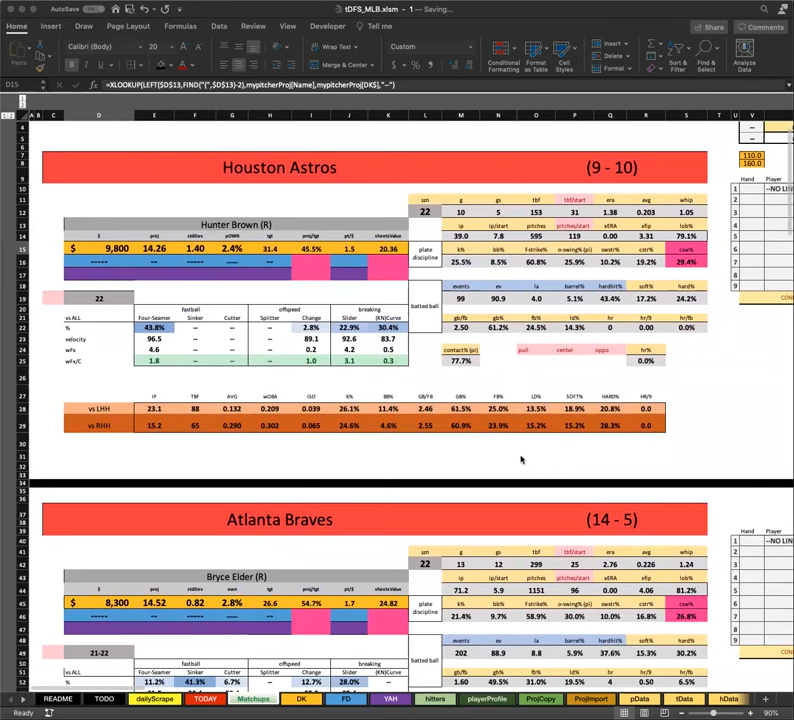 AutoSave OFF tDFS_MLB.xlsm - 1 — Saving...
Home Insert Draw Page Layout Formulas Data Review View Developer Tell me Share Comments
Paste Calibri (Body) 20 Wrap Text Custom Insert
B I U Merge & Center $ % Conditional Formatting Format as Table Cell Styles Delete Format Sort & Filter Find & Select Analyze Data
D15 fx =XLOOKUP(LEFT($D$13,FIND("(",$D$13)-2),mypitcherProj[Name],mypitcherProj[DK$],"--")
A B C D E F G H I J K L M N O P Q R S T U V
-- --
110.0
160.0
Houston Astros (9 - 10)
Hand Player
szn g gs tbf tbf/start era avg whip
1 --NO LIN
22 10 5 153 31 1.38 0.203 1.05
Hunter Brown (R) ip ip/start pitches pitches/start xERA xfip lob%
$ proj stdDev pOWN tgt proj/tgt pt/$ sheetsValue 39.0 7.8 595 119 0.00 3.31 79.1%
$ 9,800 14.26 1.40 2.4% 31.4 45.5% 1.5 20.36 plate discipline k% bb% f-strike% o-swing% (pi) swstr% cstr% csw%
----- ----- ----- ---- ----- ----- 25.5% 8.5% 60.8% 25.9% 10.2% 19.2% 29.4%
batted ball events ev la barrel% hardhit% soft% hard%
22 99 90.9 4.0 5.1% 43.4% 17.2% 24.2%
fastball offspeed breaking
vs ALL Four-Seamer Sinker Cutter Splitter Change Slider (KN)Curve gb/fb gb% fb% ld% hr hr/9 hr/fb
% 43.8% -- -- -- 2.8% 22.9% 30.4% 2.50 61.2% 24.5% 14.3% 0 0.00 0.0%
velocity 96.5 -- -- -- 89.1 92.6 83.7
wFx 4.6 -- -- -- 0.2 4.2 0.5 contact% (pi) pull center oppo hr%
wFx/C 1.8 -- -- -- 1.0 3.1 0.3 77.7% 0.0%
IP TBF AVG wOBA ISO K% BB% GB/FB GB% FB% LD% SOFT% HARD% HR/9
vs LHH 23.1 88 0.132 0.209 0.039 26.1% 11.4% 2.46 61.5% 25.0% 13.5% 18.9% 20.8% 0.0
vs RHH 15.2 65 0.290 0.302 0.065 24.6% 4.6% 2.55 60.9% 23.9% 15.2% 15.2% 28.3% 0.0
Atlanta Braves (14 - 5)
Hand Player
szn g gs tbf tbf/start era avg whip
1 --NO LIN
22 13 12 299 25 2.76 0.226 1.24
Bryce Elder (R) ip ip/start pitches pitches/start xERA xfip lob%
$ proj stdDev own tgt proj/tgt pt/$ sheetsValue 71.2 5.9 1151 96 0.00 4.06 81.2%
$ 8,300 14.52 0.82 2.8% 26.6 54.7% 1.7 24.82 plate discipline k% bb% f-strike% o-swing% (pi) swstr% cstr% csw%
----- ----- ----- ---- ----- ----- 21.4% 9.7% 58.9% 30.0% 10.0% 16.8% 26.8%
batted ball events ev la barrel% hardhit% soft% hard%
21-22 202 88.9 4.0 5.9% 37.6% 15.3% 30.2%
fastball offspeed breaking
vs ALL Four-Seamer Sinker Cutter Splitter Change Slider (KN)Curve gb/fb gb% fb% ld% hr hr/9 hr/fb
% 11.2% 41.3% 6.7% -- 12.7% 28.0% -- 1.60 49.5% 31.0% 19.5% 4 0.50 6.5%
README TODO dailyScrape TODAY Matchups DK FD YAH hitters playerProfile ProjCopy ProjImport pData tData hData +
Ready 90%